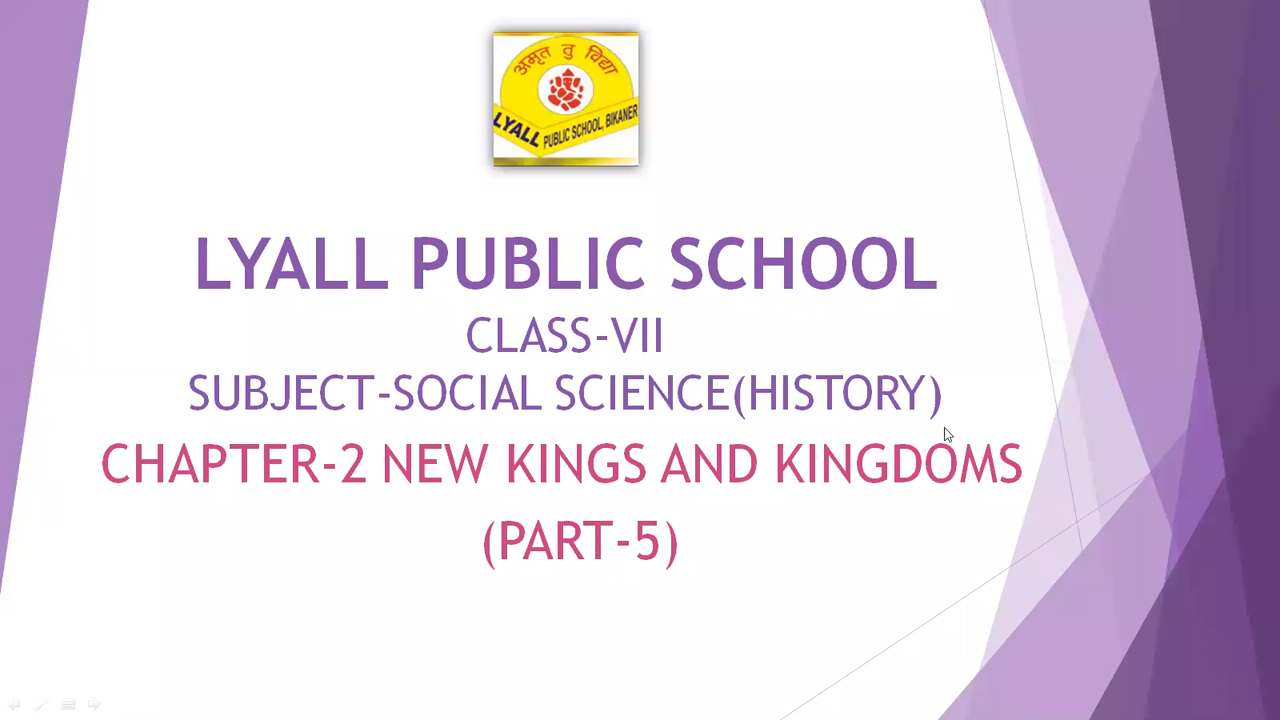 अमृत तु विद्या
LYALL PUBLIC SCHOOL, BIKANER
LYALL PUBLIC SCHOOL
CLASS-VII
SUBJECT-SOCIAL SCIENCE(HISTORY)
CHAPTER-2 NEW KINGS AND KINGDOMS
(PART-5)